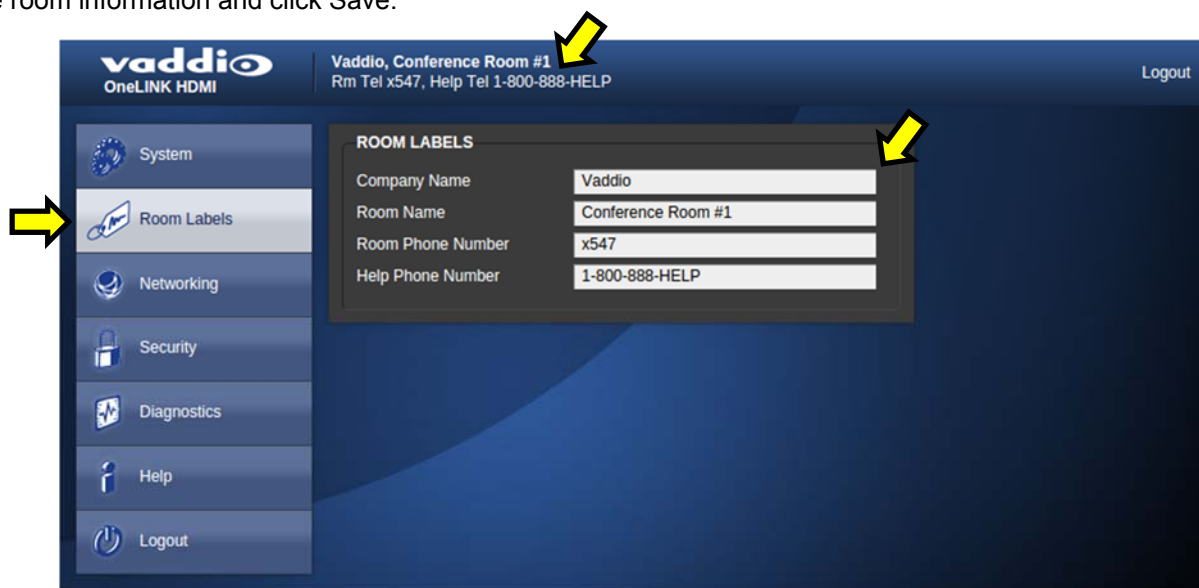 room information and click Save.
vaddio
OneLINK HDMI
Vaddio, Conference Room #1
Rm Tel x547, Help Tel 1-800-888-HELP
Logout
System
Room Labels
Networking
Security
Diagnostics
Help
Logout
ROOM LABELS
Company Name Vaddio
Room Name Conference Room #1
Room Phone Number x547
Help Phone Number 1-800-888-HELP